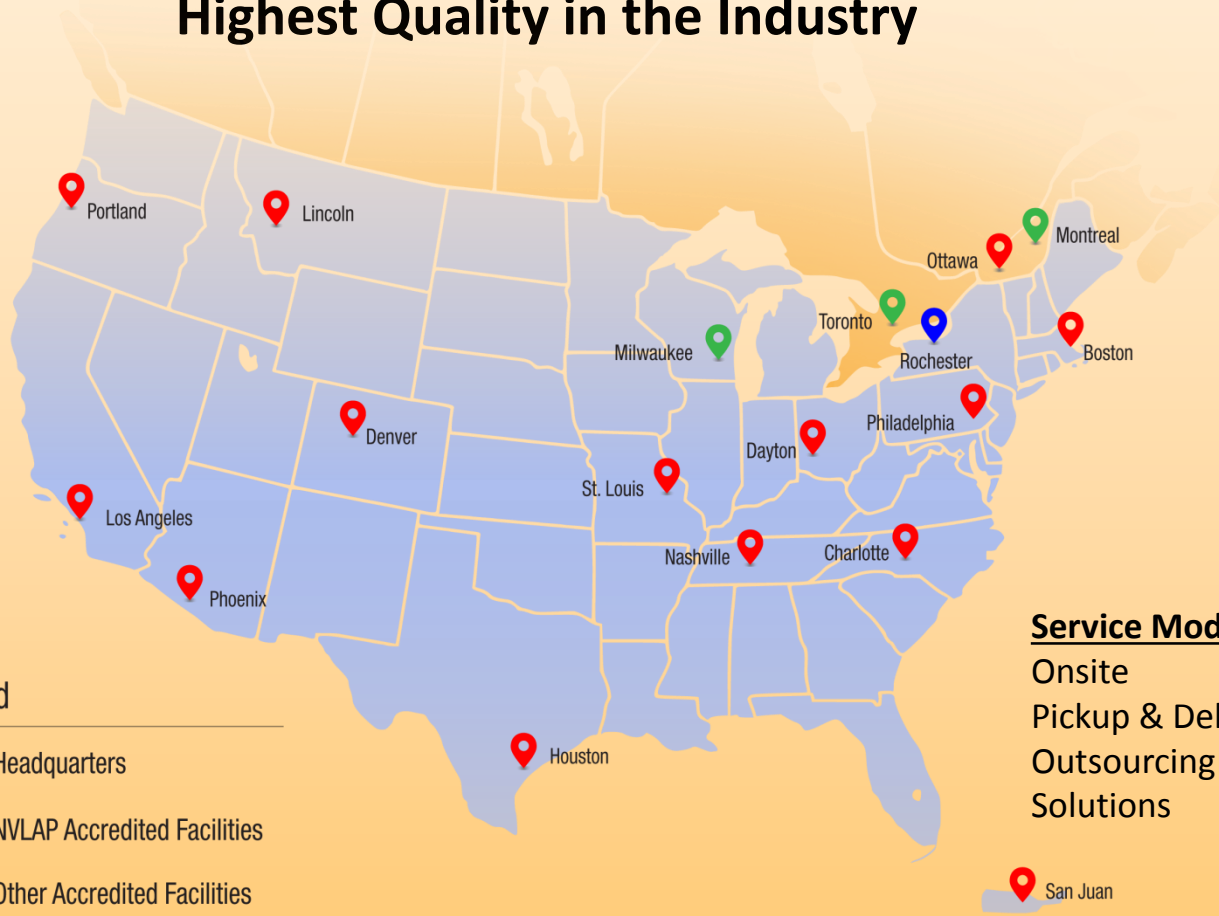 Highest Quality in the Industry
Portland
Lincoln
Montreal
Ottawa
Toronto
Milwaukee
Boston
Rochester
Philadelphia
Denver
Dayton
St. Louis
Los Angeles
Nashville
Charlotte
Phoenix
Service Mod
Onsite
Pickup & Del
Outsourcing
Solutions
d
Houston
Headquarters
NVLAP Accredited Facilities
Other Accredited Facilities
San Juan